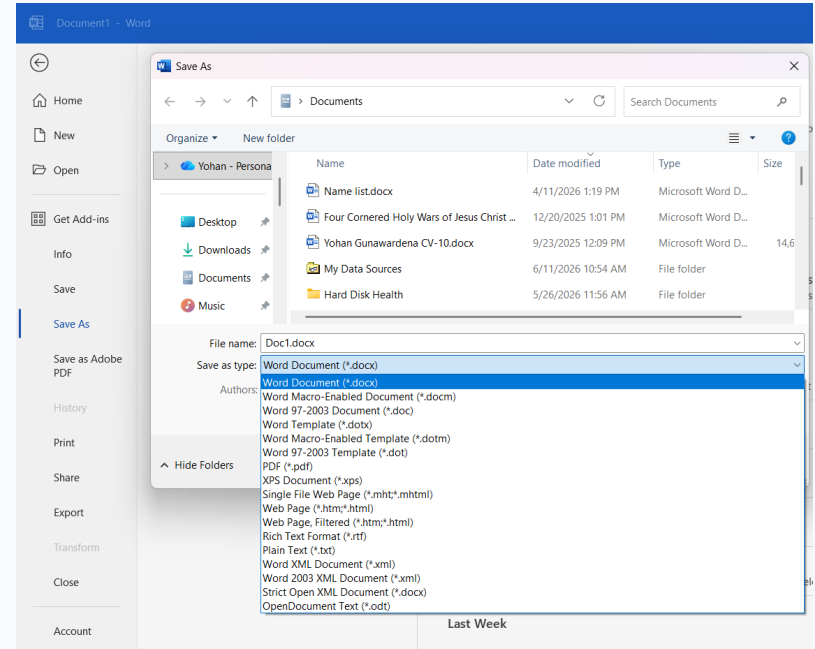 Document1 - Word
Save As
Home
New
Open
Get Add-ins
Info
Save
Save As
Save as Adobe
PDF
History
Print
Share
Export
Transform
Close
Account
Documents
Search Documents
Organize
New folder
Yohan - Persona
Desktop
Downloads
Documents
Music
Name Date modified Type Size
Name list.docx 4/11/2026 1:19 PM Microsoft Word D...
Four Cornered Holy Wars of Jesus Christ ... 12/20/2025 1:01 PM Microsoft Word D...
Yohan Gunawardena CV-10.docx 9/23/2025 12:09 PM Microsoft Word D... 14,6
My Data Sources 6/11/2026 10:54 AM File folder
Hard Disk Health 5/26/2026 11:56 AM File folder
File name: Doc1.docx
Save as type: Word Document (*.docx)
Authors:
Word Document (*.docx)
Word Macro-Enabled Document (*.docm)
Word 97-2003 Document (*.doc)
Word Template (*.dotx)
Word Macro-Enabled Template (*.dotm)
Word 97-2003 Template (*.dot)
PDF (*.pdf)
XPS Document (*.xps)
Single File Web Page (*.mht;*.mhtml)
Web Page (*.htm;*.html)
Web Page, Filtered (*.htm;*.html)
Rich Text Format (*.rtf)
Plain Text (*.txt)
Word XML Document (*.xml)
Word 2003 XML Document (*.xml)
Strict Open XML Document (*.docx)
OpenDocument Text (*.odt)
Hide Folders
Last Week